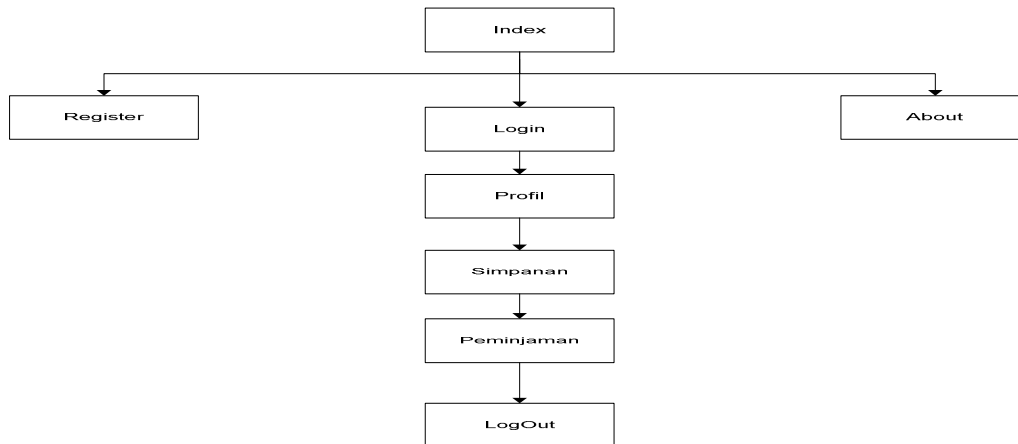 Index
Register
Login
About
Profil
Simpanan
Peminjaman
LogOut